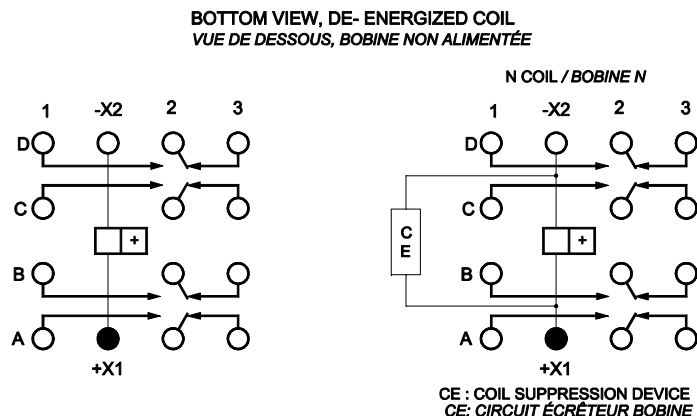 BOTTOM VIEW, DE- ENERGIZED COIL
VUE DE DESSOUS, BOBINE NON ALIMENTÉE
N COIL / BOBINE N
1 -X2 2 3
1 -X2 2 3
D
D
C
C
+
C
E
+
B
B
A
A
+X1
+X1
CE : COIL SUPPRESSION DEVICE
CE: CIRCUIT ÉCRÊTEUR BOBINE